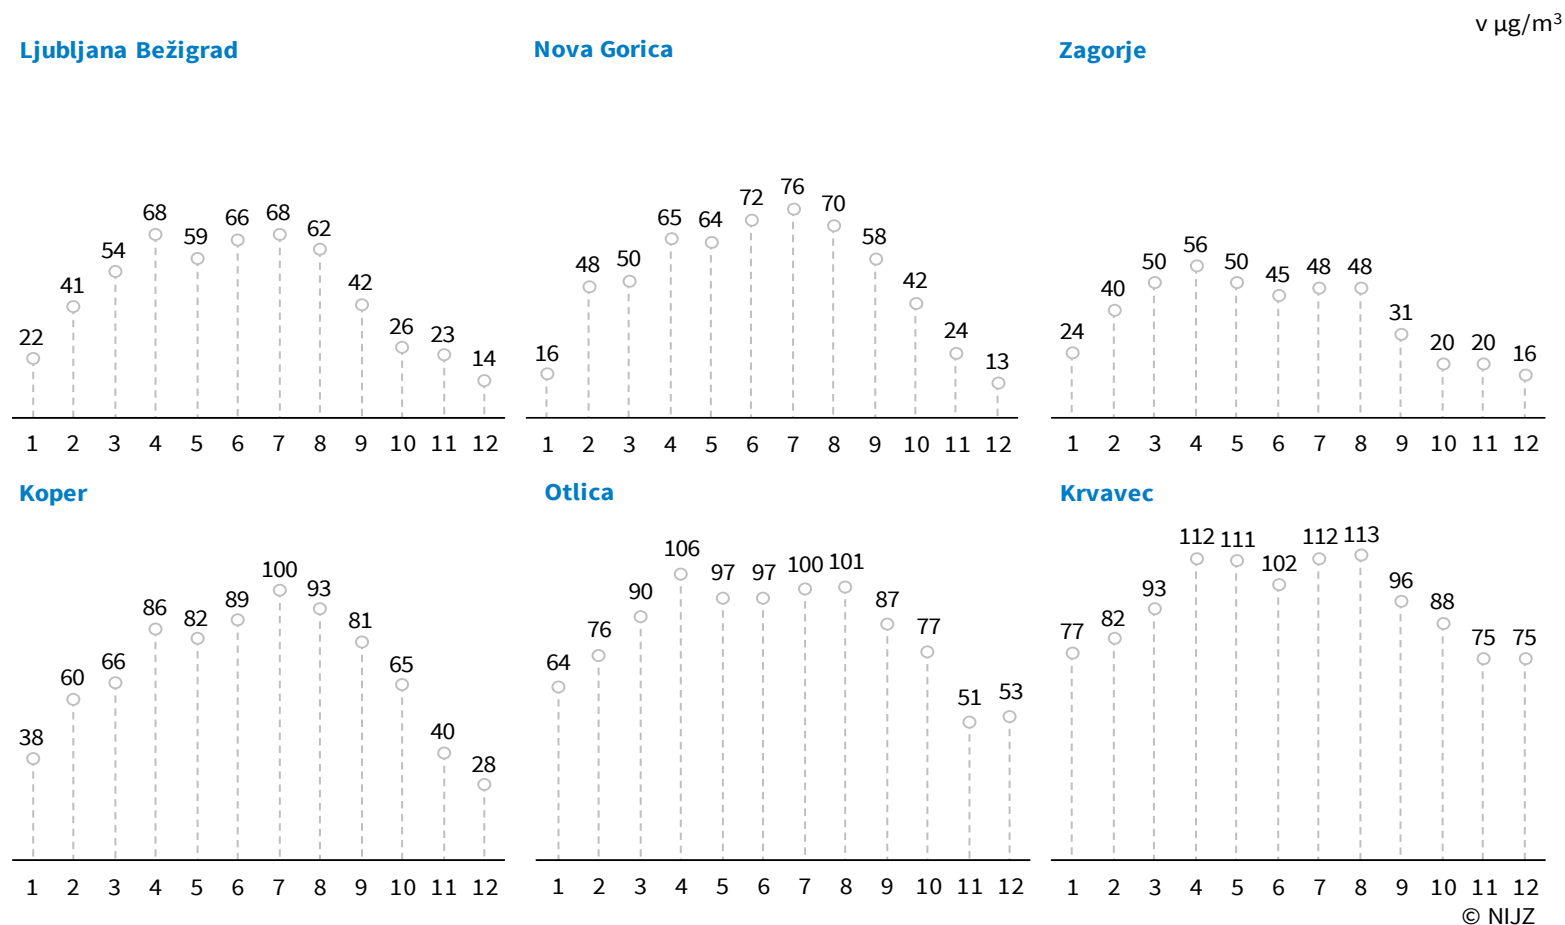 v µg/m³
Ljubljana Bežigrad
22 41 54 68 59 66 68 62 42 26 23 14
1 2 3 4 5 6 7 8 9 10 11 12
Nova Gorica
16 48 50 65 64 72 76 70 58 42 24 13
1 2 3 4 5 6 7 8 9 10 11 12
Zagorje
24 40 50 56 50 45 48 48 31 20 20 16
1 2 3 4 5 6 7 8 9 10 11 12
Koper
38 60 66 86 82 89 100 93 81 65 40 28
1 2 3 4 5 6 7 8 9 10 11 12
Otlica
64 76 90 106 97 97 100 101 87 77 51 53
1 2 3 4 5 6 7 8 9 10 11 12
Krvavec
77 82 93 112 111 102 112 113 96 88 75 75
1 2 3 4 5 6 7 8 9 10 11 12
© NIJZ